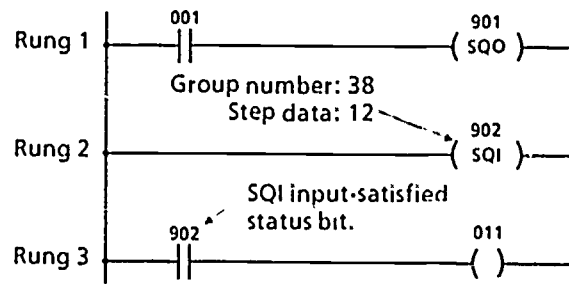 001 901
Rung 1 SQO
Group number: 38
Step data: 12
902
Rung 2 SQI
SQI input-satisfied
status bit.
902 011
Rung 3